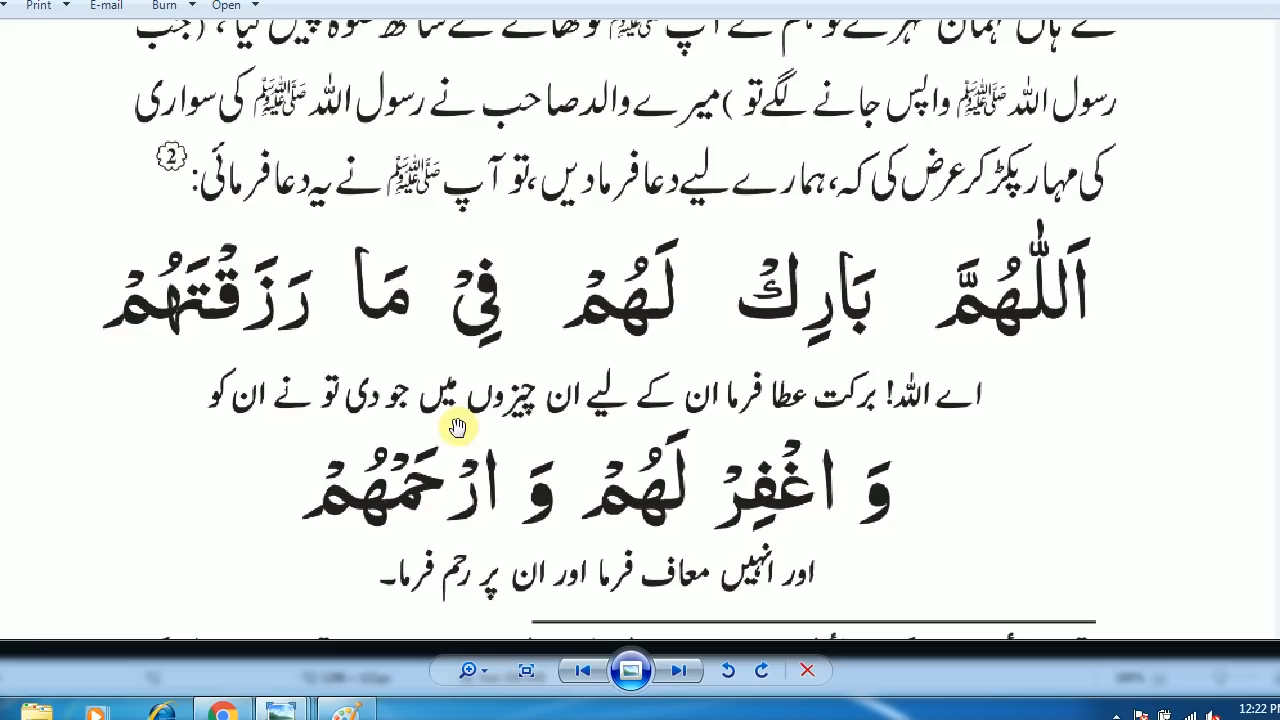 Print E-mail Burn Open
کے ہاں مہمان ٹھہرے تو ہم نے آپ ﷺ کو کھانے کے ساتھ حلوہ پیش کیا ، (جب
رسول اللہ ﷺ واپس جانے لگے تو ) میرے والد صاحب نے رسول اللہ ﷺ کی سواری
کی مہار پکڑ کر عرض کی کہ، ہمارے لیے دعا فرما دیں، تو آپ ﷺ نے یہ دعا فرمائی: 2
اَللّٰهُمَّ بَارِكْ لَهُمْ فِيْ مَا رَزَقْتَهُمْ
اے اللہ! برکت عطا فرما ان کے لیے ان چیزوں میں جو دی تو نے ان کو
وَ اغْفِرْ لَهُمْ وَ ارْحَمْهُمْ
اور انہیں معاف فرما اور ان پر رحم فرما۔
12:22 P